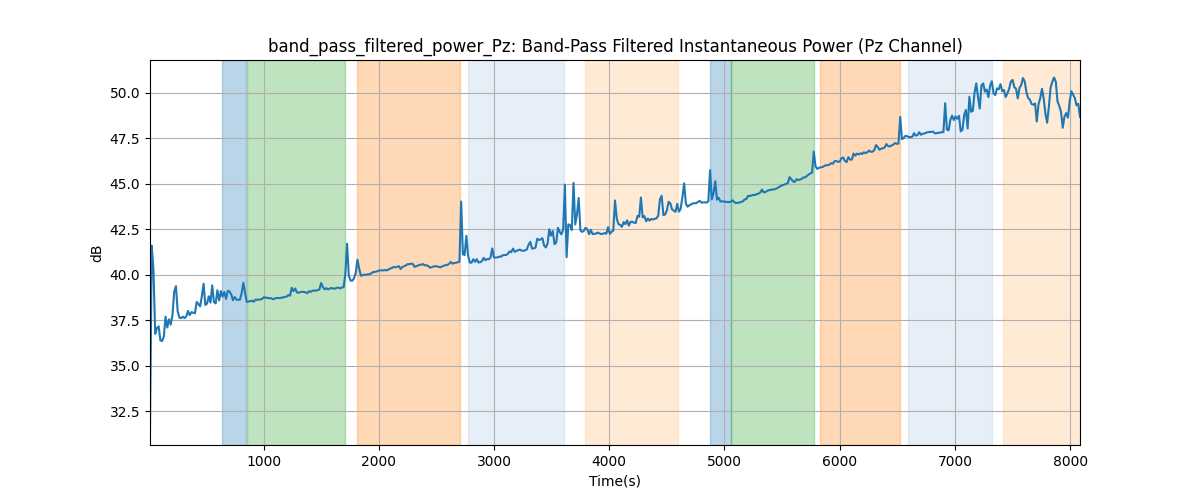 band_pass_filtered_power_Pz: Band-Pass Filtered Instantaneous Power (Pz Channel)
dB
50.0
47.5
45.0
42.5
40.0
37.5
35.0
32.5
1000 2000 3000 4000 5000 6000 7000 8000
Time(s)